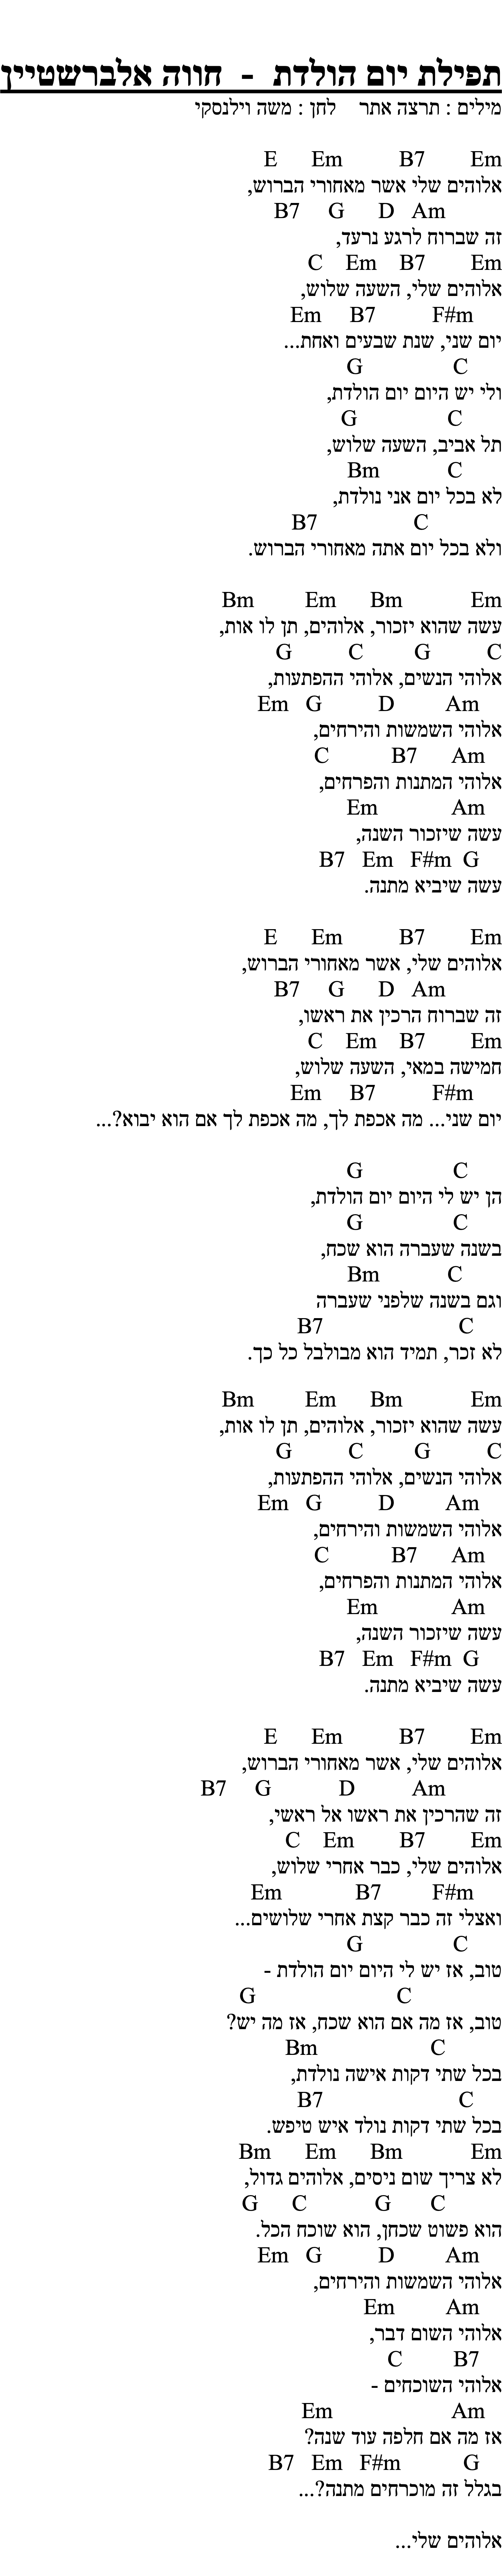 תפילת יום הולדת - חווה אלברשטיין
מילים : תרצה אתר לחן : משה וילנסקי
E Em B7 Em
אלוהים שלי אשר מאחורי הברוש,
B7 G D Am
זה שברוח לרגע נרעד,
C Em B7 Em
אלוהים שלי, השעה שלוש,
Em B7 F#m
יום שני, שנת שבעים ואחת...
G C
ולי יש היום יום הולדת,
G C
תל אביב, השעה שלוש,
Bm C
לא בכל יום אני נולדת,
B7 C
ולא בכל יום אתה מאחורי הברוש.
Bm Em Bm Em
עשה שהוא יזכור, אלוהים, תן לו אות,
G C G C
אלוהי הנשים, אלוהי ההפתעות,
Em G D Am
אלוהי השמשות והירחים,
C B7 Am
אלוהי המתנות והפרחים,
Em Am
עשה שיזכור השנה,
B7 Em F#m G
עשה שיביא מתנה.
E Em B7 Em
אלוהים שלי, אשר מאחורי הברוש,
B7 G D Am
זה שברוח הרכין את ראשו,
C Em B7 Em
חמישה במאי, השעה שלוש,
Em B7 F#m
יום שני... מה אכפת לך, מה אכפת לך אם הוא יבוא?...
G C
הן יש לי היום יום הולדת,
G C
בשנה שעברה הוא שכח,
Bm C
וגם בשנה שלפני שעברה
B7 C
לא זכר, תמיד הוא מבולבל כל כך.
Bm Em Bm Em
עשה שהוא יזכור, אלוהים, תן לו אות,
G C G C
אלוהי הנשים, אלוהי ההפתעות,
Em G D Am
אלוהי השמשות והירחים,
C B7 Am
אלוהי המתנות והפרחים,
Em Am
עשה שיזכור השנה,
B7 Em F#m G
עשה שיביא מתנה.
E Em B7 Em
אלוהים שלי, אשר מאחורי הברוש,
B7 G D Am
זה שהרכין את ראשו אל ראשי,
C Em B7 Em
אלוהים שלי, כבר אחרי שלוש,
Em B7 F#m
ואצלי זה כבר קצת אחרי שלושים...
G C
טוב, אז יש לי היום יום הולדת -
G C
טוב, אז מה אם הוא שכח, אז מה יש?
Bm C
בכל שתי דקות אישה נולדת,
B7 C
בכל שתי דקות נולד איש טיפש.
Bm Em Bm Em
לא צריך שום ניסים, אלוהים גדול,
G C G C
הוא פשוט שכחן, הוא שוכח הכל.
Em G D Am
אלוהי השמשות והירחים,
Em Am
אלוהי השום דבר,
C B7
אלוהי השוכחים -
Em Am
אז מה אם חלפה עוד שנה?
B7 Em F#m G
בגלל זה מוכרחים מתנה?...
אלוהים שלי...